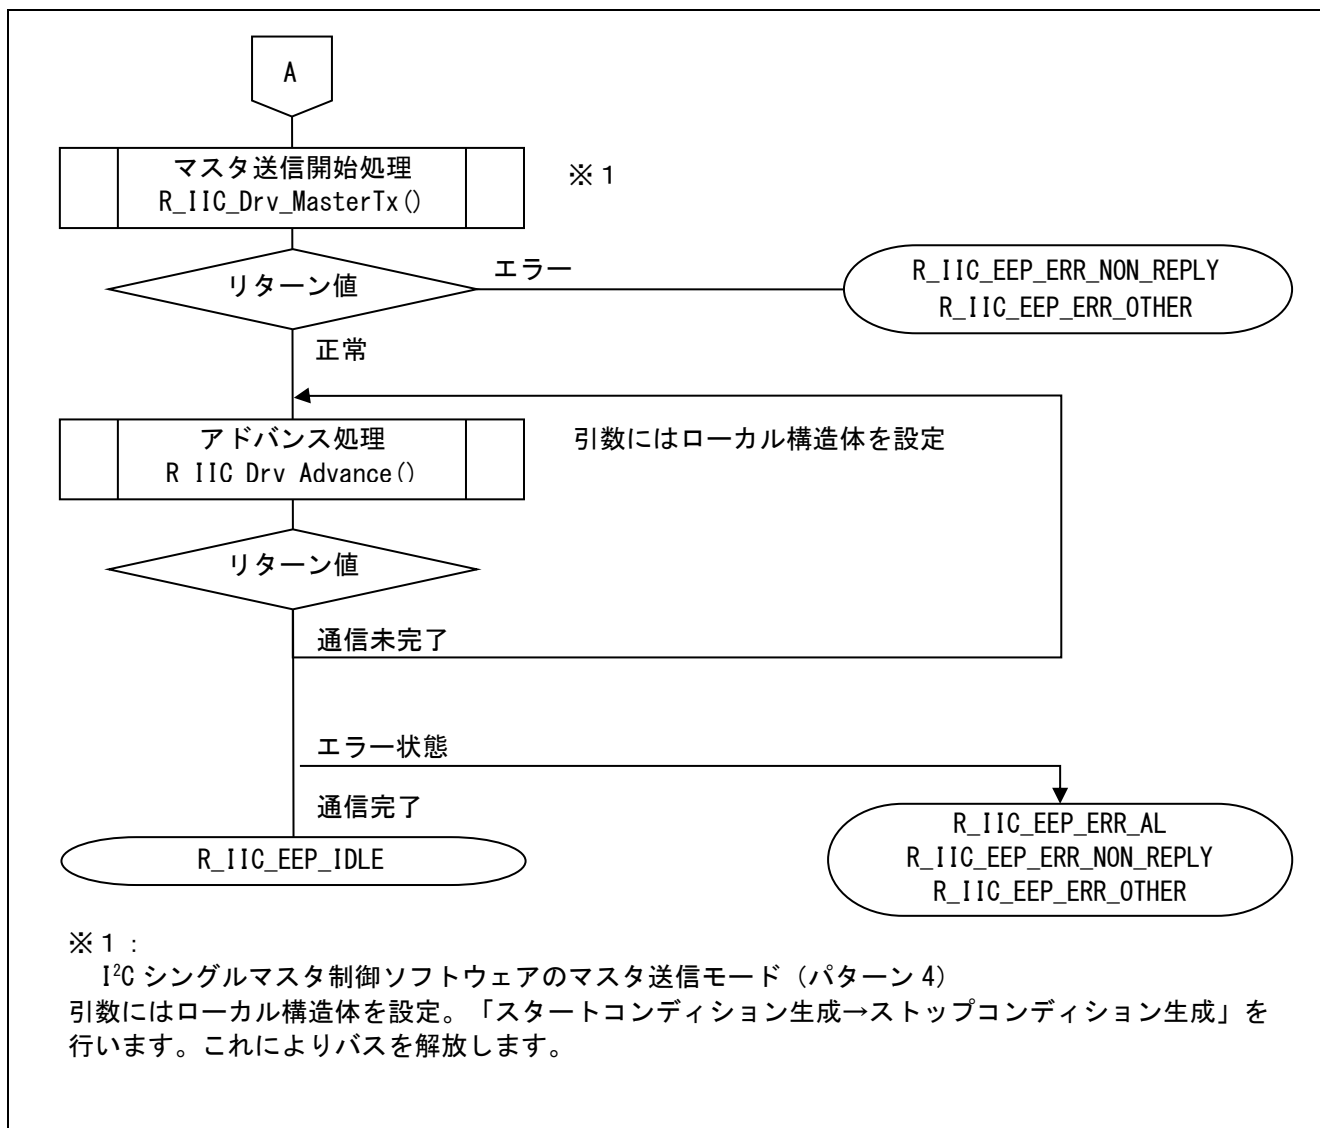 A
マスタ送信開始処理
R_IIC_Drv_MasterTx()
※１
リターン値
エラー
R_IIC_EEP_ERR_NON_REPLY
R_IIC_EEP_ERR_OTHER
正常
アドバンス処理
R IIC Drv Advance()
引数にはローカル構造体を設定
リターン値
通信未完了
エラー状態
通信完了
R_IIC_EEP_IDLE
R_IIC_EEP_ERR_AL
R_IIC_EEP_ERR_NON_REPLY
R_IIC_EEP_ERR_OTHER
※１：
I²C シングルマスタ制御ソフトウェアのマスタ送信モード（パターン 4）
引数にはローカル構造体を設定。「スタートコンディション生成→ストップコンディション生成」を
行います。これによりバスを解放します。